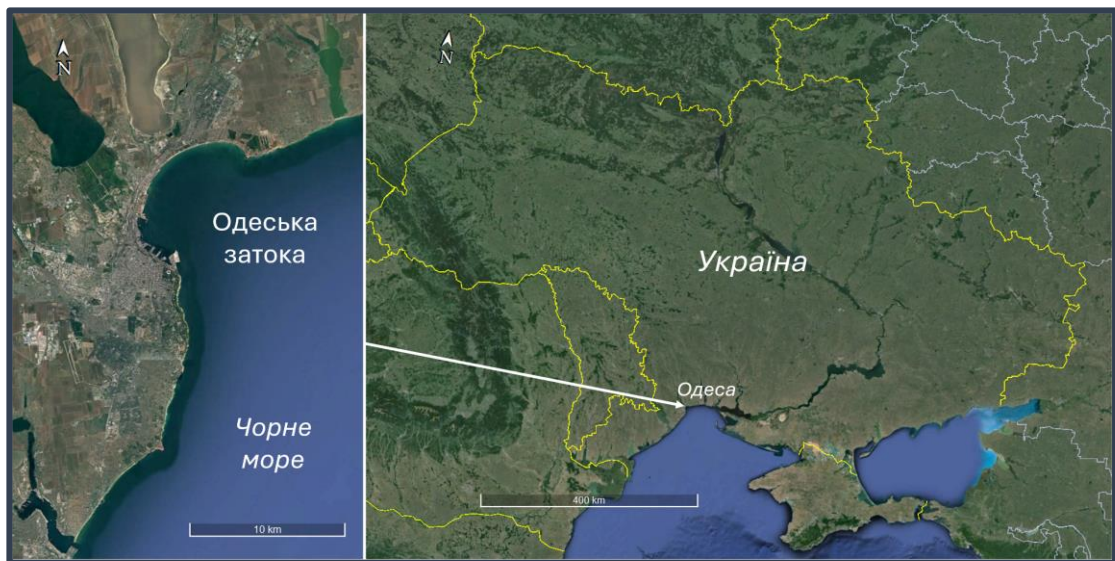 N
Одеська
затока
Чорне
море
10 km
N
Україна
Одеса
400 km